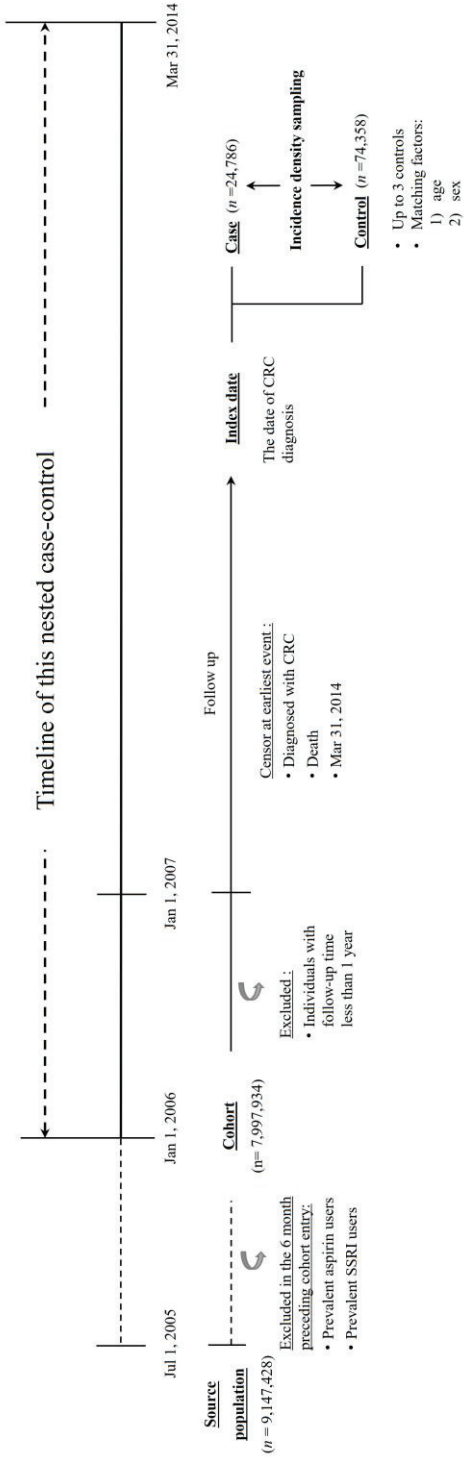 Timeline of this nested case-control
Jul 1, 2005
Jan 1, 2006
Jan 1, 2007
Mar 31, 2014
Source
population
(n = 9,147,428)
Excluded in the 6 month
preceding cohort entry:
• Prevalent aspirin users
• Prevalent SSRI users
Cohort
(n= 7,997,934)
Excluded :
• Individuals with
follow-up time
less than 1 year
Follow up
Censor at earliest event :
• Diagnosed with CRC
• Death
• Mar 31, 2014
Index date
The date of CRC
diagnosis
Case (n =24,786)
Incidence density sampling
Control (n =74,358)
• Up to 3 controls
• Matching factors:
1) age
2) sex